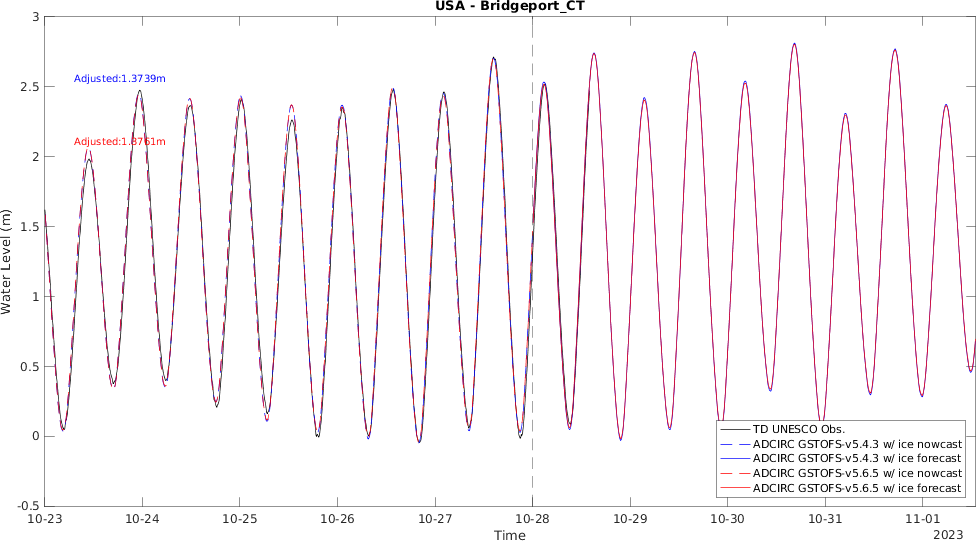 USA - Bridgeport_CT
3
2.5
2
1.5
1
0.5
0
-0.5
Water Level (m)
Adjusted:1.3739m
Adjusted:1.3761m
TD UNESCO Obs.
ADCIRC GSTOFS-v5.4.3 w/ ice nowcast
ADCIRC GSTOFS-v5.4.3 w/ ice forecast
ADCIRC GSTOFS-v5.6.5 w/ ice nowcast
ADCIRC GSTOFS-v5.6.5 w/ ice forecast
10-23 10-24 10-25 10-26 10-27 10-28 10-29 10-30 10-31 11-01
Time
2023